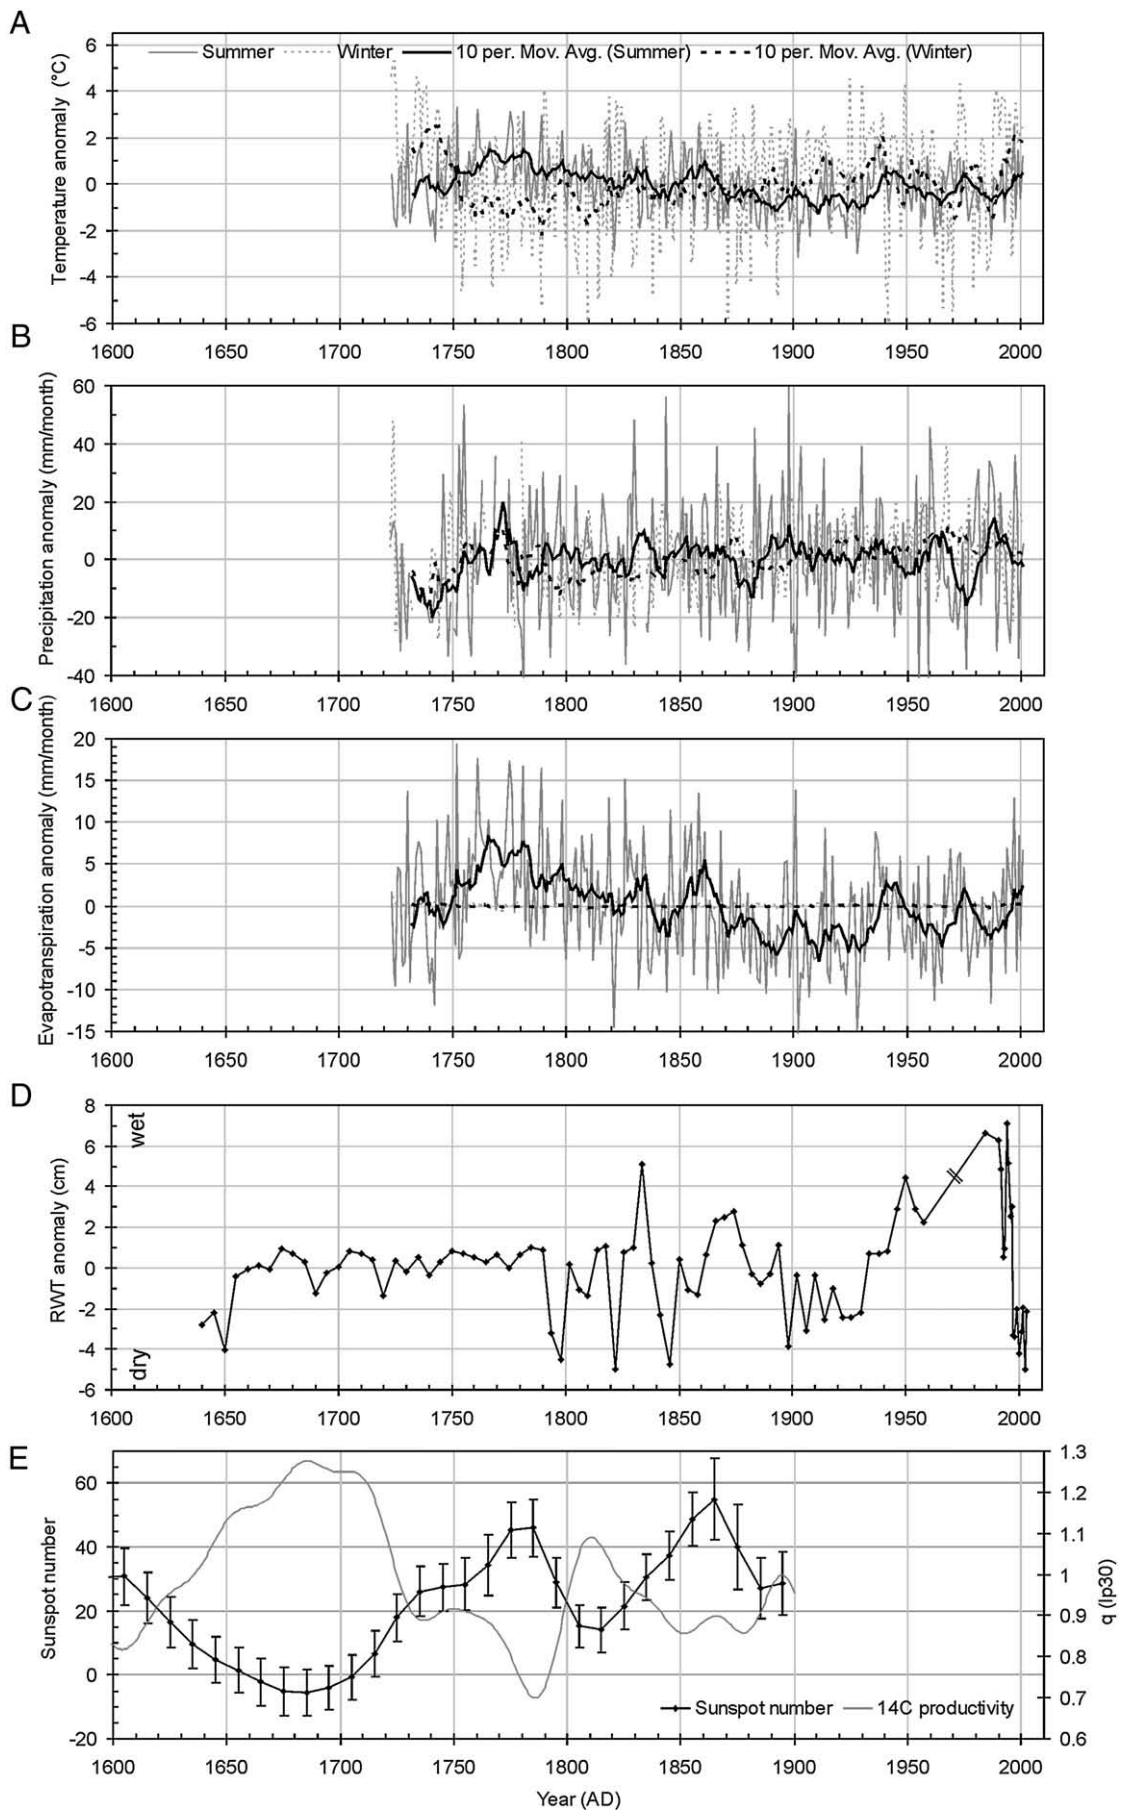 A
Summer Winter 10 per. Mov. Avg. (Summer) 10 per. Mov. Avg. (Winter)
Temperature anomaly (°C)
6
4
2
0
-2
-4
-6
1600 1650 1700 1750 1800 1850 1900 1950 2000
B
Precipitation anomaly (mm/month)
60
40
20
0
-20
-40
1600 1650 1700 1750 1800 1850 1900 1950 2000
C
Evapotranspiration anomaly (mm/month)
20
15
10
5
0
-5
-10
-15
1600 1650 1700 1750 1800 1850 1900 1950 2000
D
RWT anomaly (cm)
8
6
4
2
0
-2
-4
-6
wet
dry
1600 1650 1700 1750 1800 1850 1900 1950 2000
E
Sunspot number
60
40
20
0
-20
1.3
1.2
1.1
1
0.9
0.8
0.7
0.6
q (lp30)
Sunspot number 14C productivity
1600 1650 1700 1750 1800 1850 1900 1950 2000
Year (AD)